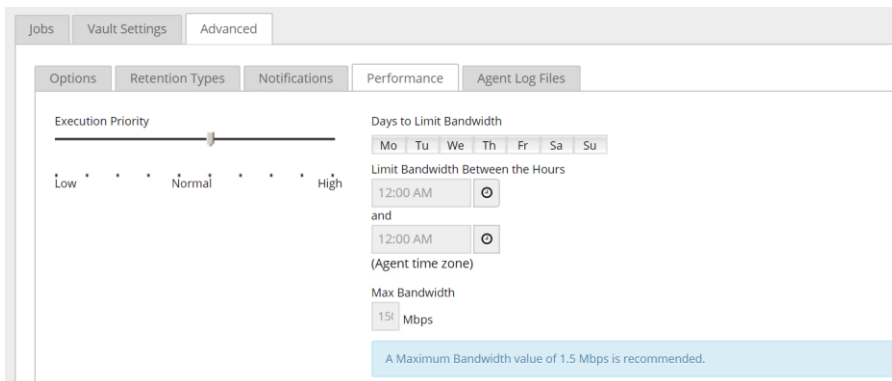 Jobs Vault Settings Advanced
Options Retention Types Notifications Performance Agent Log Files
Execution Priority
Low Normal High
Days to Limit Bandwidth
Mo Tu We Th Fr Sa Su
Limit Bandwidth Between the Hours
12:00 AM
and
12:00 AM
(Agent time zone)
Max Bandwidth
Mbps
A Maximum Bandwidth value of 1.5 Mbps is recommended.